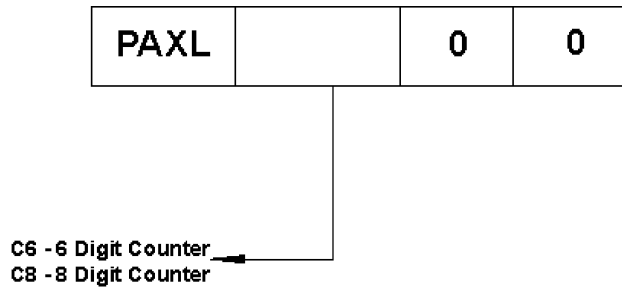 PAXL 0 0
C6 - 6 Digit Counter
C8 - 8 Digit Counter